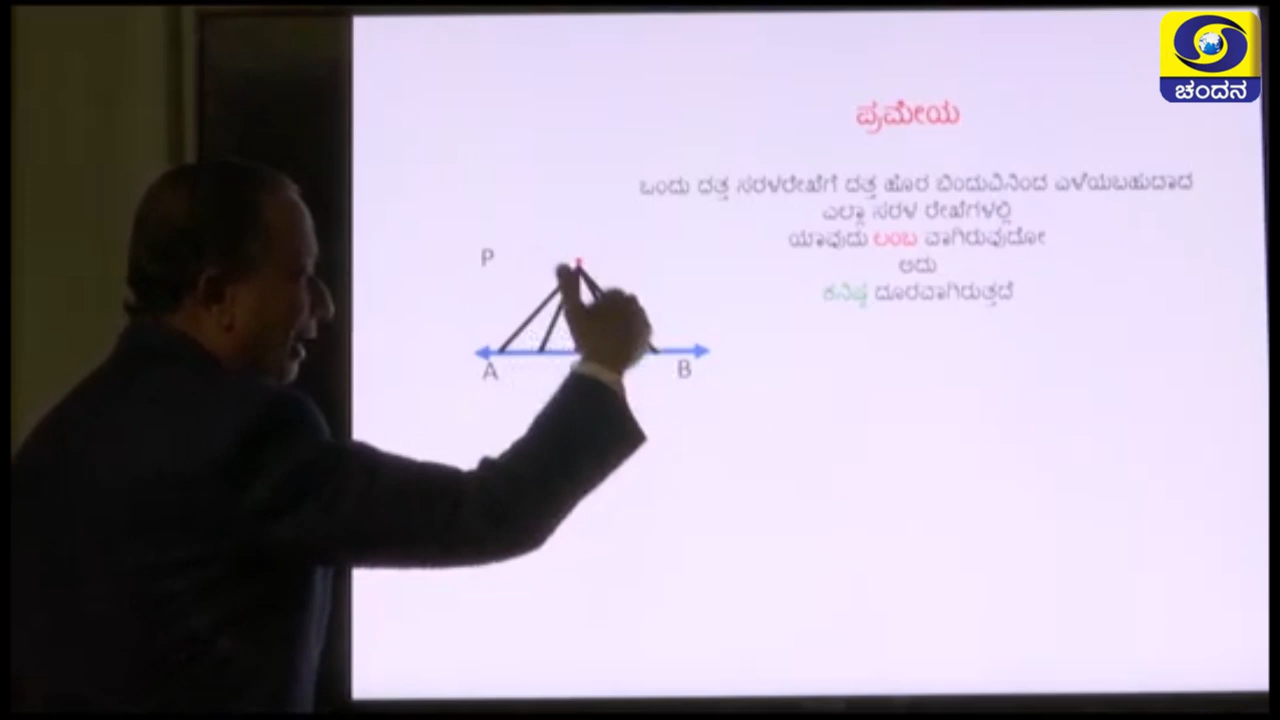 ಚಂದನ
ಪ್ರಮೇಯ
ಒಂದು ದತ್ತ ಸರಳರೇಖೆಗೆ ದತ್ತ ಹೊರ ಬಿಂದುವಿನಿಂದ ಎಳೆಯಬಹುದಾದ
ಎಲ್ಲಾ ಸರಳ ರೇಖೆಗಳಲ್ಲಿ
ಯಾವುದು ಲಂಬ ವಾಗಿರುವುದೋ
ಅದು
ಕನಿಷ್ಠ ದೂರವಾಗಿರುತ್ತದೆ
P
A
B